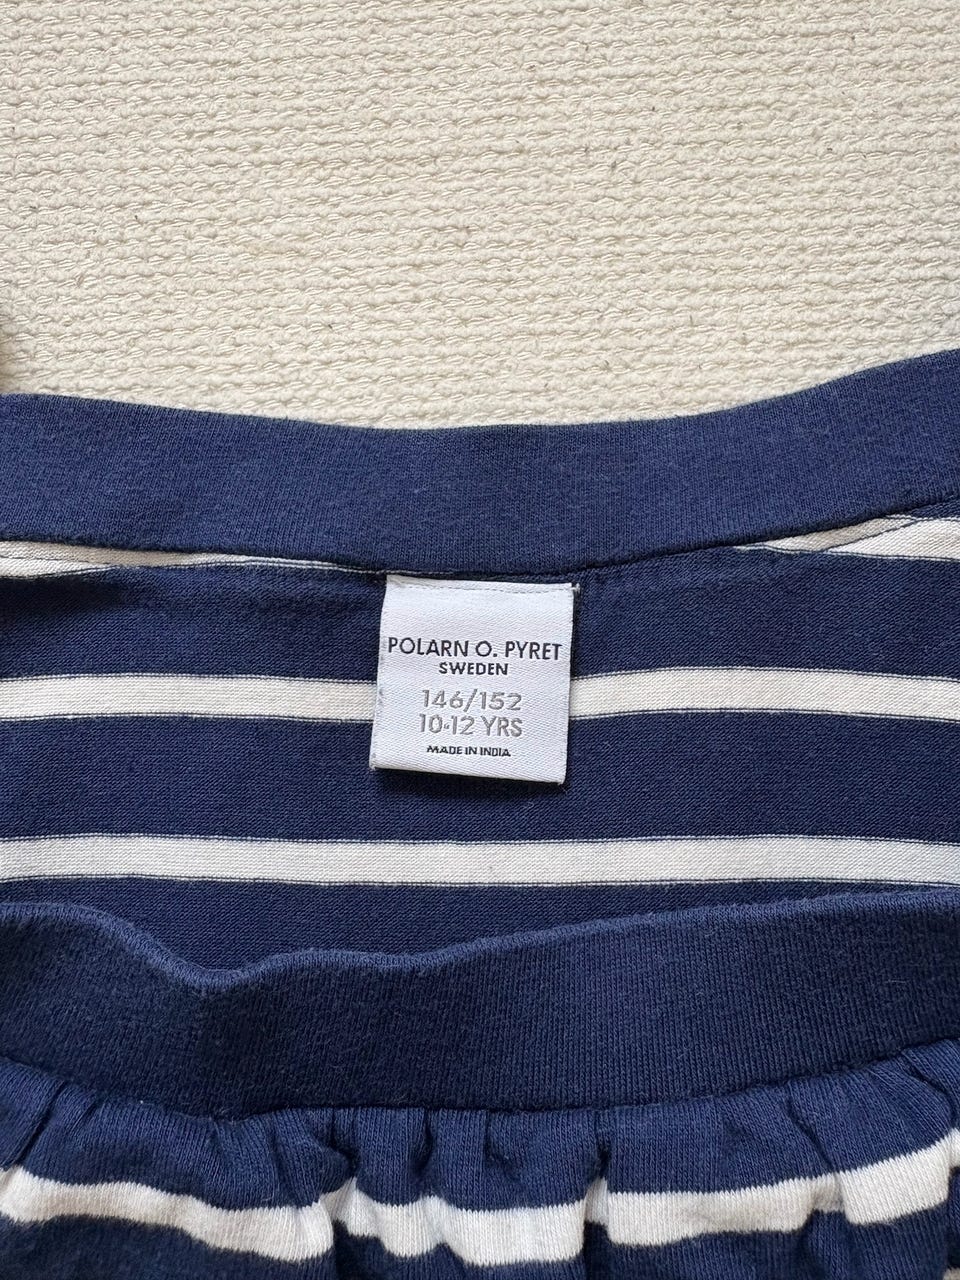 POLARN O. PYRET
SWEDEN
146/152
10-12 YRS
MADE IN INDIA